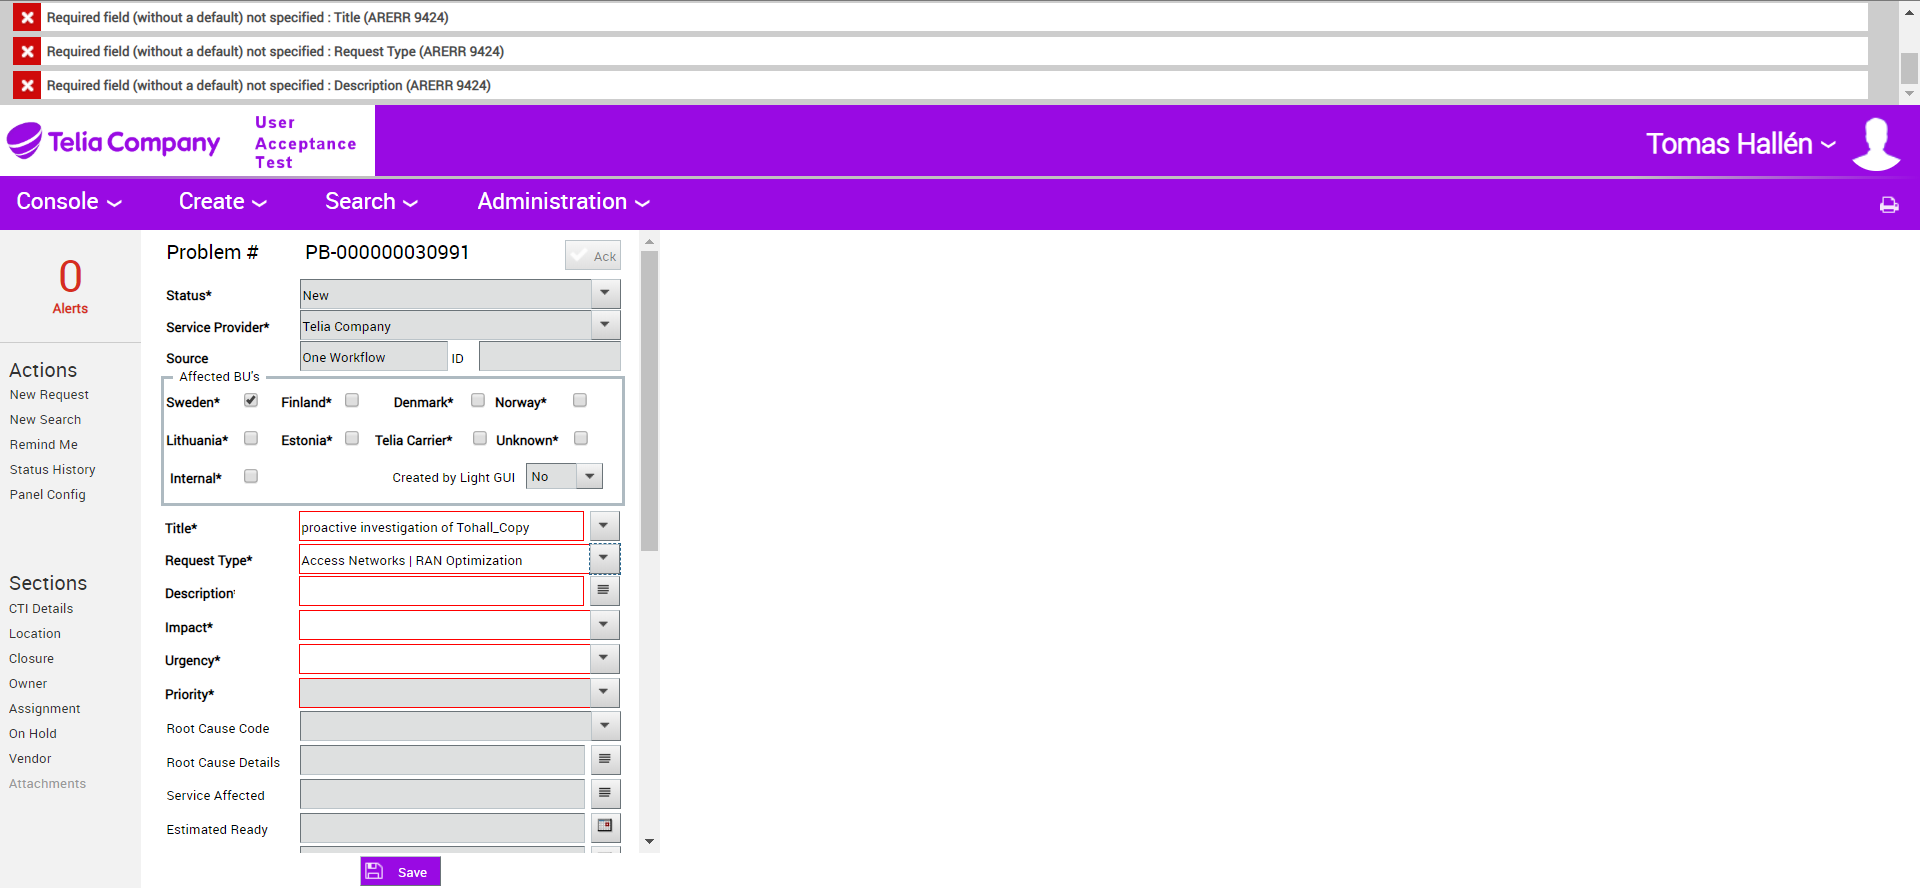 Required field (without a default) not specified : Title (ARERR 9424)
Required field (without a default) not specified : Request Type (ARERR 9424)
Required field (without a default) not specified : Description (ARERR 9424)
Telia Company
User
Acceptance
Test
Tomas Hallén
Console
Create
Search
Administration
0
Alerts
Actions
New Request
New Search
Remind Me
Status History
Panel Config
Sections
CTI Details
Location
Closure
Owner
Assignment
On Hold
Vendor
Attachments
Problem # PB-000000030991 Ack
Status* New
Service Provider* Telia Company
Source One Workflow ID
Affected BU's
Sweden* Finland* Denmark* Norway*
Lithuania* Estonia* Telia Carrier* Unknown*
Internal* Created by Light GUI No
Title* proactive investigation of Tohall_Copy
Request Type* Access Networks | RAN Optimization
Description
Impact*
Urgency*
Priority*
Root Cause Code
Root Cause Details
Service Affected
Estimated Ready
Save